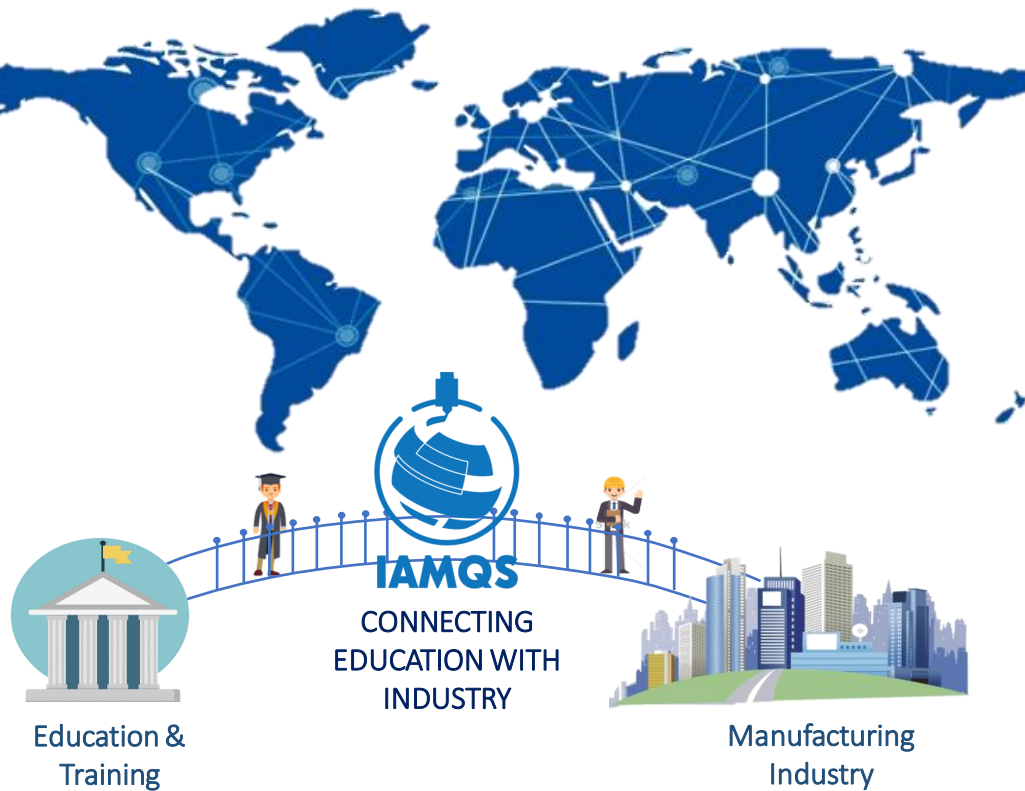 IAMQS
CONNECTING
EDUCATION WITH
INDUSTRY
Education &
Training
Manufacturing
Industry